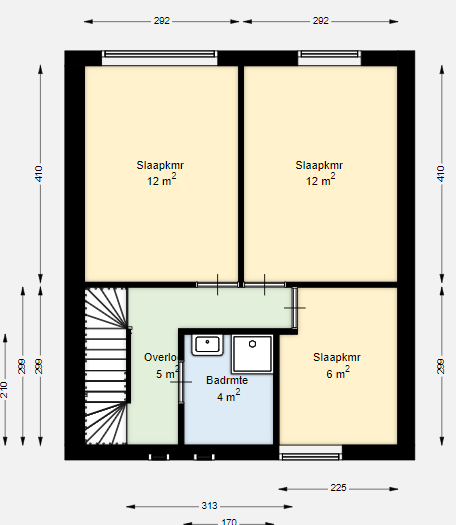 292
292
410
Slaapkmr
12 m2
Slaapkmr
12 m2
410
299
299
210
Overlo
5 m2
Badrmte
4 m2
Slaapkmr
6 m2
299
225
313
170